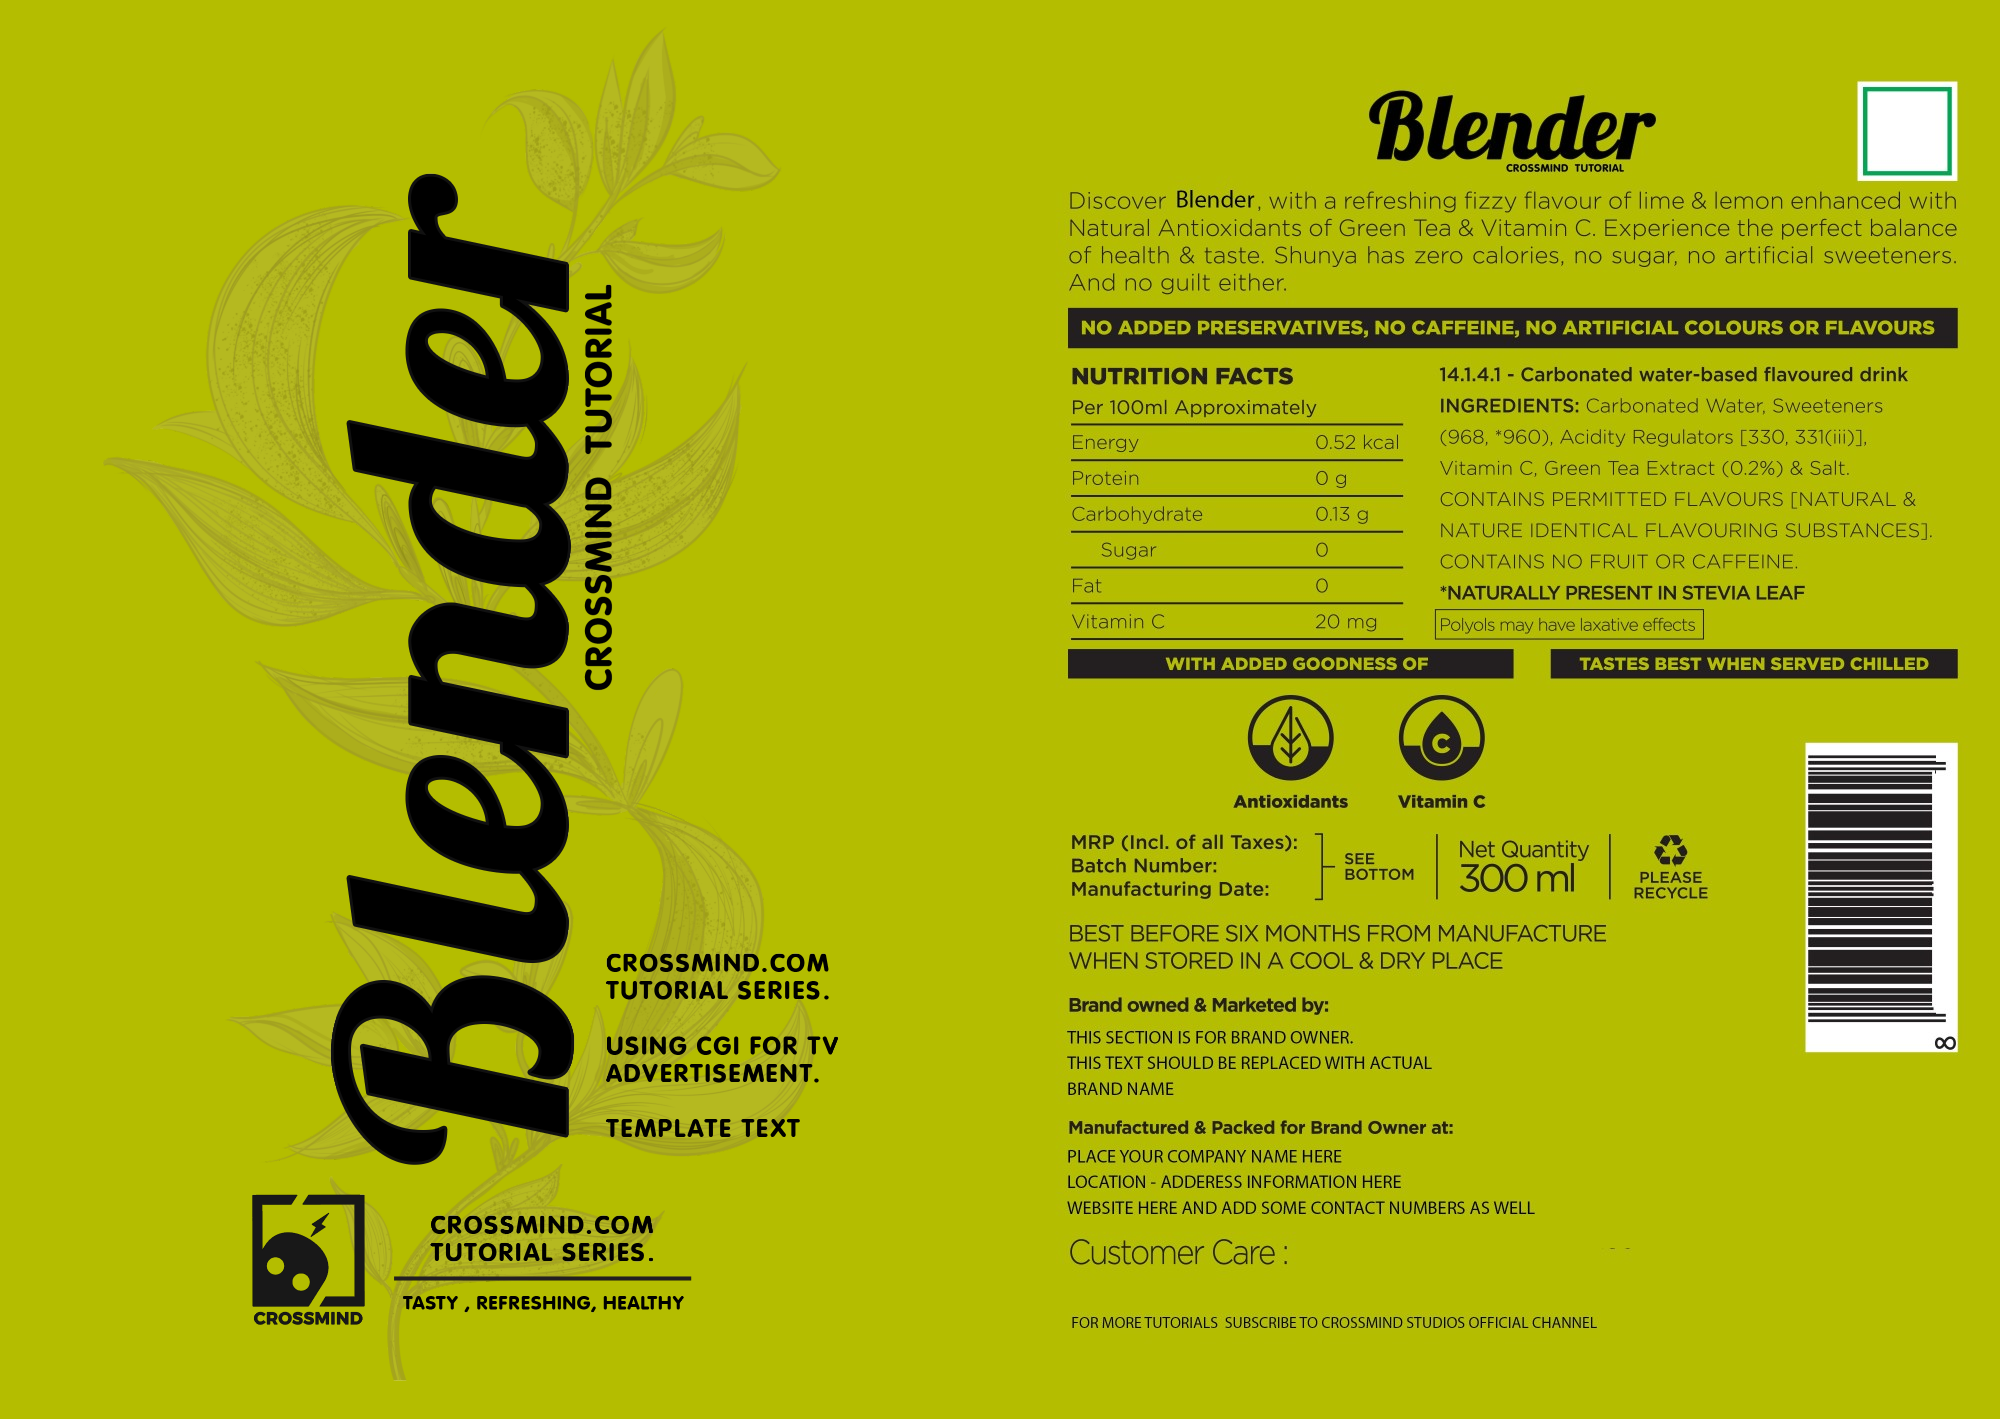 Blender
CROSSMIND TUTORIAL
CROSSMIND.COM
TUTORIAL SERIES.
USING CGI FOR TV
ADVERTISEMENT.
TEMPLATE TEXT
CROSSMIND
CROSSMIND.COM
TUTORIAL SERIES.
TASTY , REFRESHING, HEALTHY
Blender
CROSSMIND TUTORIAL
Discover Blender, with a refreshing fizzy flavour of lime & lemon enhanced with
Natural Antioxidants of Green Tea & Vitamin C. Experience the perfect balance
of health & taste. Shunya has zero calories, no sugar, no artificial sweeteners.
And no guilt either.
NO ADDED PRESERVATIVES, NO CAFFEINE, NO ARTIFICIAL COLOURS OR FLAVOURS
NUTRITION FACTS
Per 100ml Approximately
Energy 0.52 kcal
Protein 0 g
Carbohydrate 0.13 g
Sugar 0
Fat 0
Vitamin C 20 mg
14.1.4.1 - Carbonated water-based flavoured drink
INGREDIENTS: Carbonated Water, Sweeteners
(968, *960), Acidity Regulators [330, 331(iii)],
Vitamin C, Green Tea Extract (0.2%) & Salt.
CONTAINS PERMITTED FLAVOURS [NATURAL &
NATURE IDENTICAL FLAVOURING SUBSTANCES].
CONTAINS NO FRUIT OR CAFFEINE.
*NATURALLY PRESENT IN STEVIA LEAF
Polyols may have laxative effects
WITH ADDED GOODNESS OF
TASTES BEST WHEN SERVED CHILLED
C
Antioxidants
Vitamin C
MRP (Incl. of all Taxes):
Batch Number:
Manufacturing Date:
SEE
BOTTOM
Net Quantity
300 ml
PLEASE
RECYCLE
8
BEST BEFORE SIX MONTHS FROM MANUFACTURE
WHEN STORED IN A COOL & DRY PLACE
Brand owned & Marketed by:
THIS SECTION IS FOR BRAND OWNER.
THIS TEXT SHOULD BE REPLACED WITH ACTUAL
BRAND NAME
Manufactured & Packed for Brand Owner at:
PLACE YOUR COMPANY NAME HERE
LOCATION - ADDERESS INFORMATION HERE
WEBSITE HERE AND ADD SOME CONTACT NUMBERS AS WELL
Customer Care :
FOR MORE TUTORIALS SUBSCRIBE TO CROSSMIND STUDIOS OFFICIAL CHANNEL